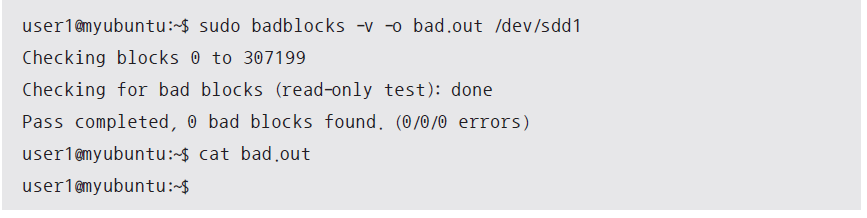 user1@myubuntu:~$ sudo badblocks -v -o bad.out /dev/sdd1
Checking blocks 0 to 307199
Checking for bad blocks (read-only test): done
Pass completed, 0 bad blocks found. (0/0/0 errors)
user1@myubuntu:~$ cat bad.out
user1@myubuntu:~$